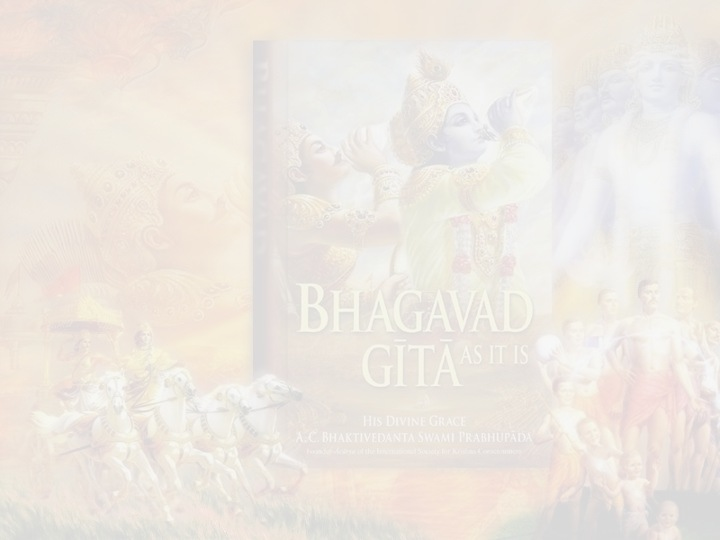 BHAGAVAD
GĪTĀ AS IT IS
HIS DIVINE GRACE
A.C. BHAKTIVEDANTA SWAMI PRABHUPĀDA